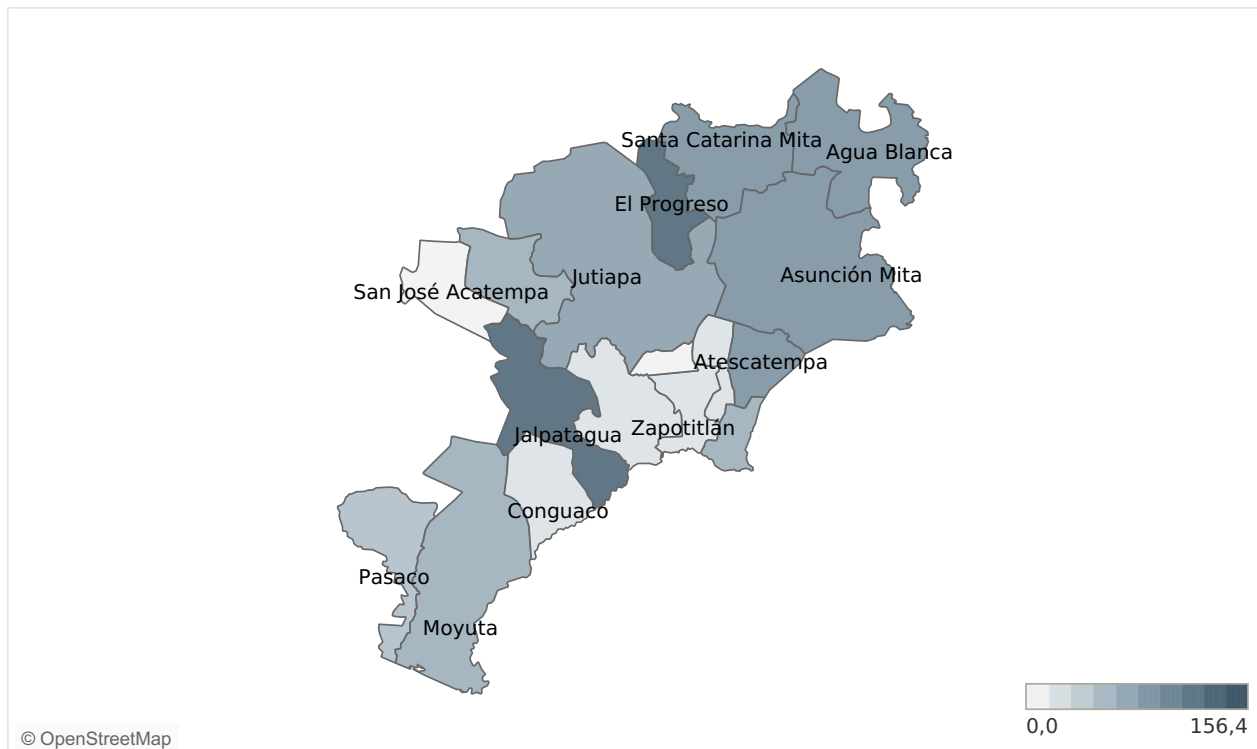 Santa Catarina Mita
Agua Blanca
El Progreso
Asunción Mita
Jutiapa
San José Acatempa
Atescatempa
Zapotitlán
Jalpatagua
Conguaco
Pasaco
Moyuta
0,0
156,4
© OpenStreetMap